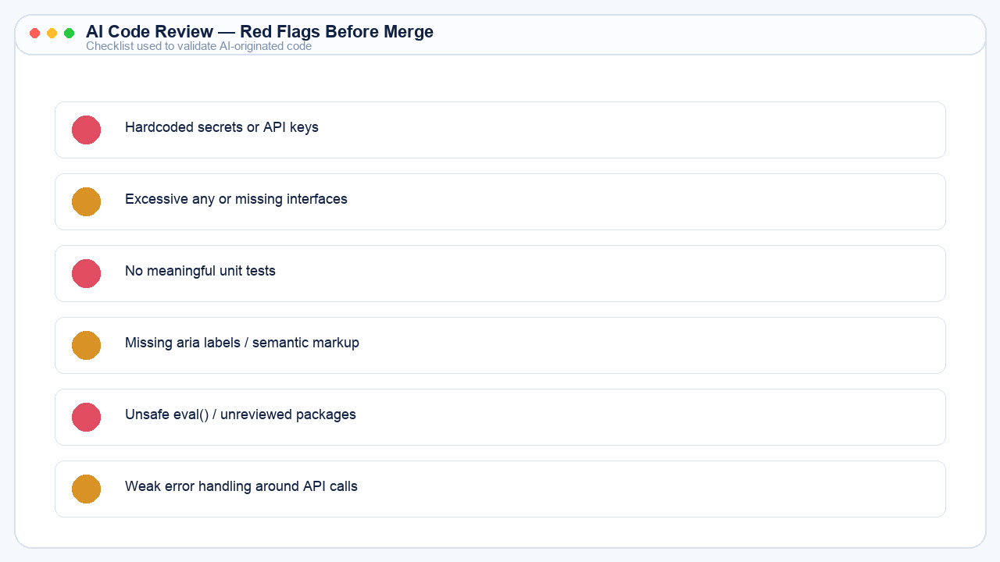 AI Code Review — Red Flags Before Merge
Checklist used to validate AI-originated code
Hardcoded secrets or API keys
Excessive any or missing interfaces
No meaningful unit tests
Missing aria labels / semantic markup
Unsafe eval() / unreviewed packages
Weak error handling around API calls